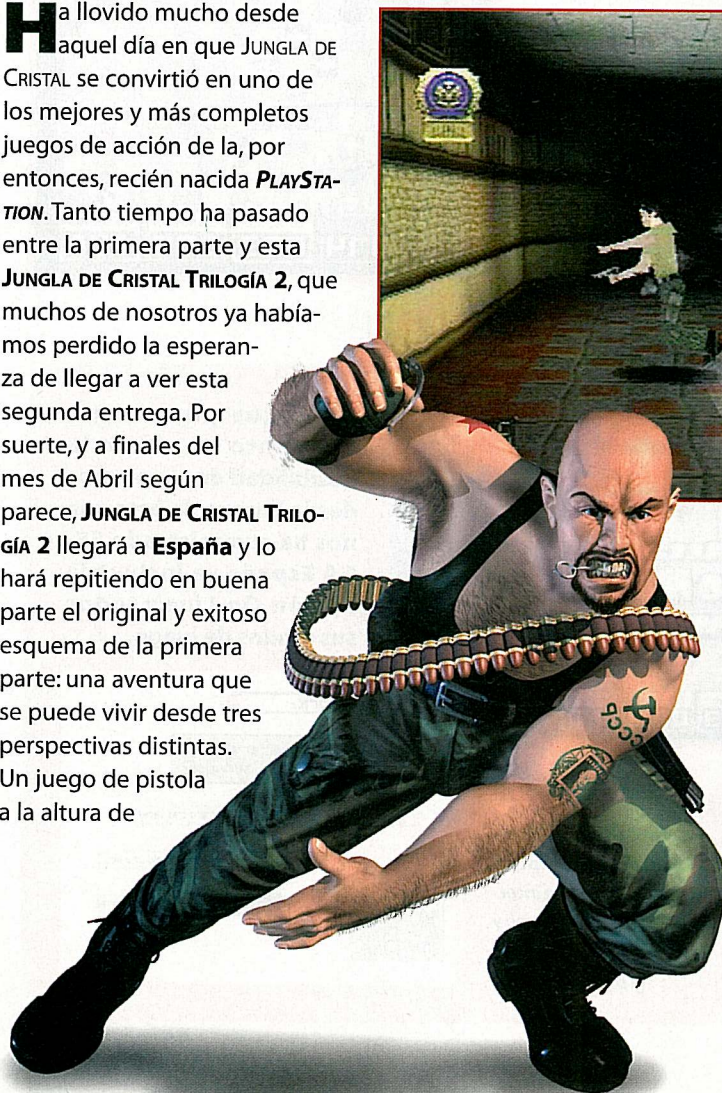 Ha llovido mucho desde
aquel día en que JUNGLA DE
CRISTAL se convirtió en uno de
los mejores y más completos
juegos de acción de la, por
entonces, recién nacida PLAYSTA-
TION. Tanto tiempo ha pasado
entre la primera parte y esta
JUNGLA DE CRISTAL TRILOGÍA 2, que
muchos de nosotros ya había-
mos perdido la esperan-
za de llegar a ver esta
segunda entrega. Por
suerte, y a finales del
mes de Abril según
parece, JUNGLA DE CRISTAL TRILO-
GÍA 2 llegará a España y lo
hará repitiendo en buena
parte el original y exitoso
esquema de la primera
parte: una aventura que
se puede vivir desde tres
perspectivas distintas.
Un juego de pistola
a la altura de
CCCP